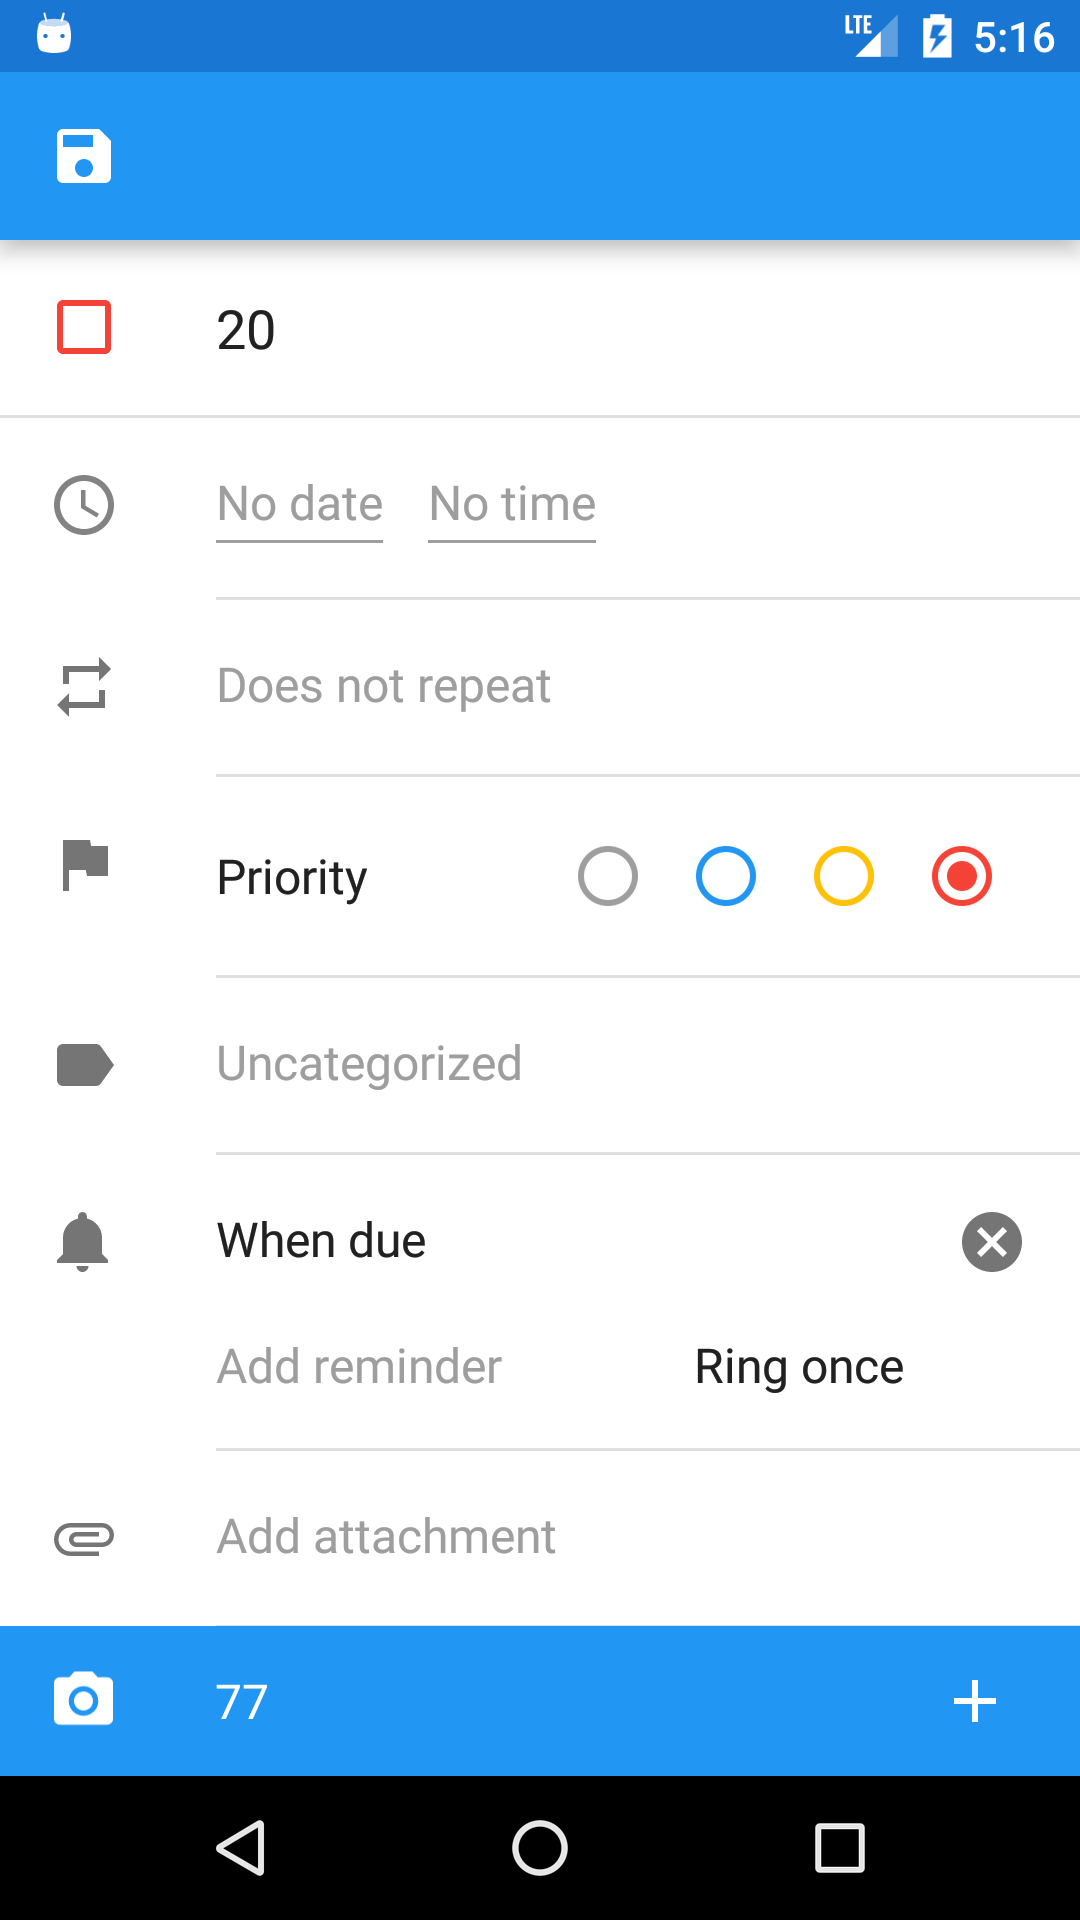 LTE 5:16
20
No date No time
Does not repeat
Priority
Uncategorized
When due
Add reminder Ring once
Add attachment
77